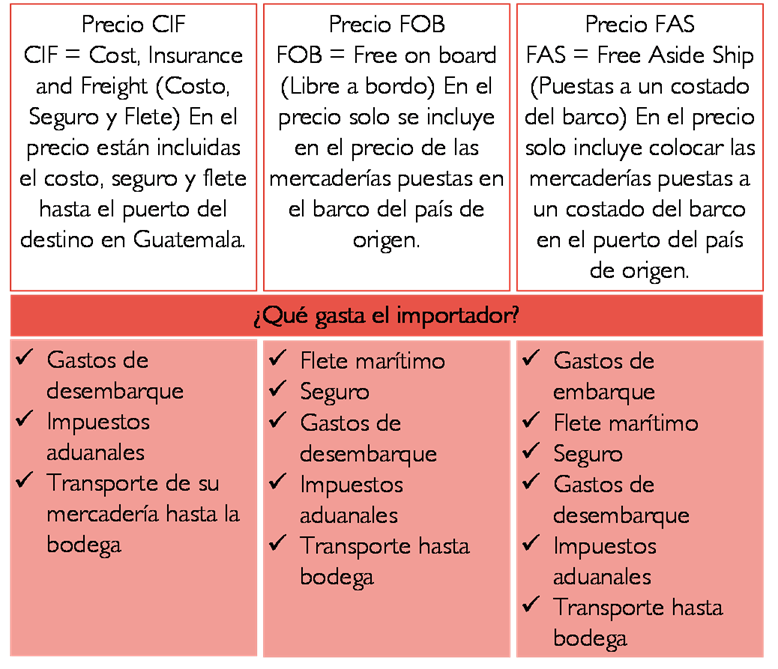 Precio CIF
CIF = Cost, Insurance
and Freight (Costo,
Seguro y Flete) En el
precio están incluidas
el costo, seguro y flete
hasta el puerto del
destino en Guatemala.
Precio FOB
FOB = Free on board
(Libre a bordo) En el
precio solo se incluye
en el precio de las
mercaderías puestas en
el barco del país de
origen.
Precio FAS
FAS = Free Aside Ship
(Puestas a un costado
del barco) En el precio
solo incluye colocar las
mercaderías puestas a
un costado del barco
en el puerto del país
de origen.
¿Qué gasta el importador?
✓ Gastos de
desembarque
✓ Impuestos
aduanales
✓ Transporte de su
mercadería hasta la
bodega
✓ Flete marítimo
✓ Seguro
✓ Gastos de
desembarque
✓ Impuestos
aduanales
✓ Transporte hasta
bodega
✓ Gastos de
embarque
✓ Flete marítimo
✓ Seguro
✓ Gastos de
desembarque
✓ Impuestos
aduanales
✓ Transporte hasta
bodega